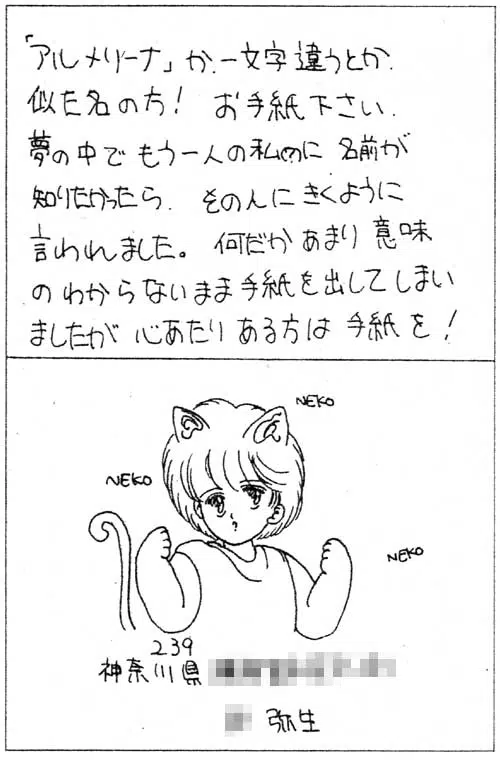 「アルメリーナ」か、一文字違うとか、
似た名の方! お手紙下さい。
夢の中でもう一人の私に 名前が
知りたかったら、その人にきくように
言われました。何だかあまり意味
のわからないまま手紙を出してしまい
ましたが 心あたりある方は 手紙を!
NEKO
NEKO
NEKO
239
神奈川県
弥生